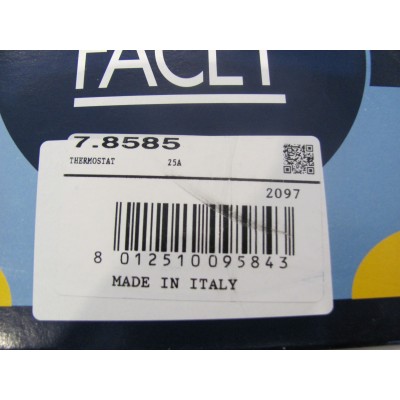 FACET
7.8585
THERMOSTAT 25A
2097
8 012510 095843
MADE IN ITALY